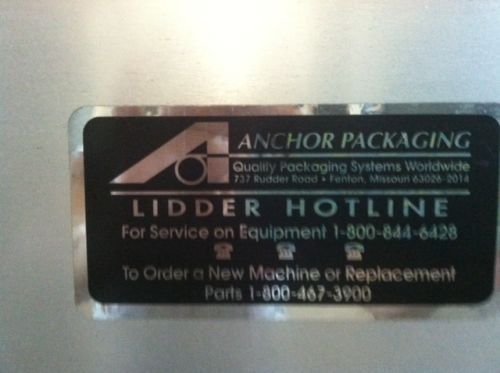 ANCHOR PACKAGING
Quality Packaging Systems Worldwide
737 Rudder Road • Fenton, Missouri 63026-2014
LIDDER HOTLINE
For Service on Equipment 1-800-844-6428
To Order a New Machine or Replacement
Parts 1-800-467-3900